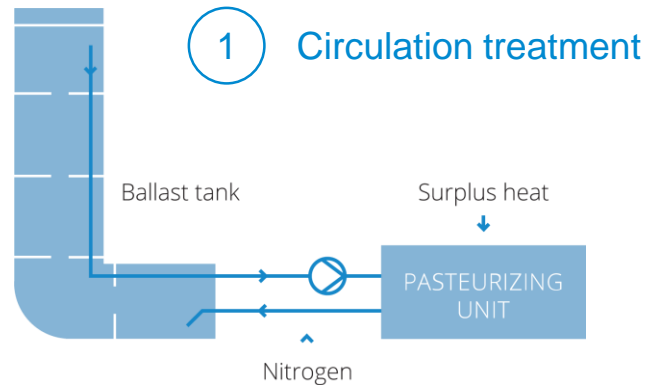 1 Circulation treatment
Ballast tank
Surplus heat
PASTEURIZING
UNIT
Nitrogen